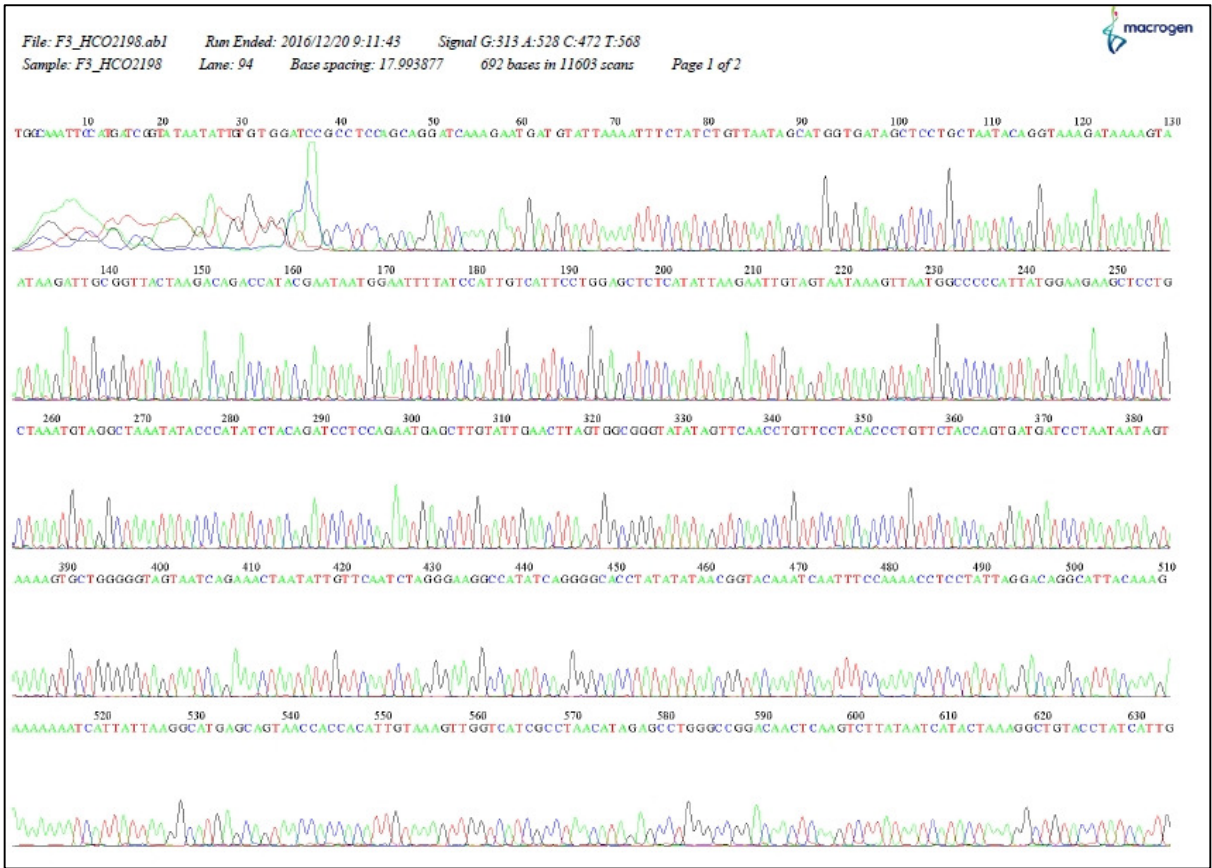 macrogen
File: F3_HCO2198.ab1 Run Ended: 2016/12/20 9:11:43 Signal G:313 A:528 C:472 T:568
Sample: F3_HCO2198 Lane: 94 Base spacing: 17.993877 692 bases in 11603 scans Page 1 of 2
10 20 30 40 50 60 70 80 90 100 110 120 130
TGGCAAATTCCATGATCGGTATAATATTGTGTGGATCCGCCTCCAGCAGGATCAAAGAATGATGTATTAAAATTTCTATCTGTTAATAGCATGGTGATAGCTCCTGCTAATACAGGTAAAGATAAAAGTA
140 150 160 170 180 190 200 210 220 230 240 250
ATAAGATTGCGGTTACTAAGACAGACCATACGAATAATGGAATTTTATCCATTGTCATTCCTGGAGCTCTCATATTAAGAATTGTAGTAATAAAGTTAATGGCCCCCATTATGGAAGAAGCTCCTG
260 270 280 290 300 310 320 330 340 350 360 370 380
CTAAATGTAGGCTAAATATACCCATATCTACAGATCCTCCAGAATGAGCTTGTATTGAACTTAGTGGCGGGTATATAGTTCAACCTGTTCCTACACCCTGTTCTACCAGTGATGATCCTAATAATAGT
390 400 410 420 430 440 450 460 470 480 490 500 510
AAAAGTGCTGGGGGTAGTAATCAGAAACTAATATTGTTCAATCTAGGGAAGGCCATATCAGGGGCACCTATATATAACGGTACAAATCAATTTCCAAAACCTCCTATTAGGACAGGCATTACAAAG
520 530 540 550 560 570 580 590 600 610 620 630
AAAAAAATCATTATTAAGGCATGAGCAGTAACCACCACATTGTAAAGTTGGTCATCGCCTAACATAGAGCCTGGGCCGGACAACTCAAGTCTTATAATCATACTAAAGGCTGTACCTATCATTG